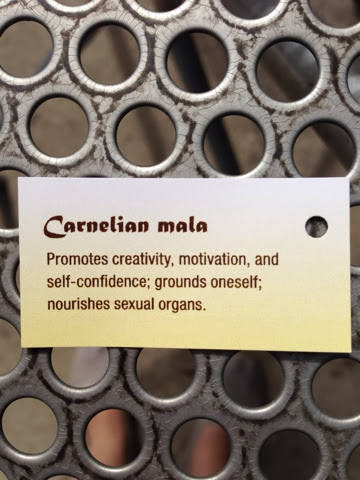 Carnelian mala
Promotes creativity, motivation, and
self-confidence; grounds oneself;
nourishes sexual organs.